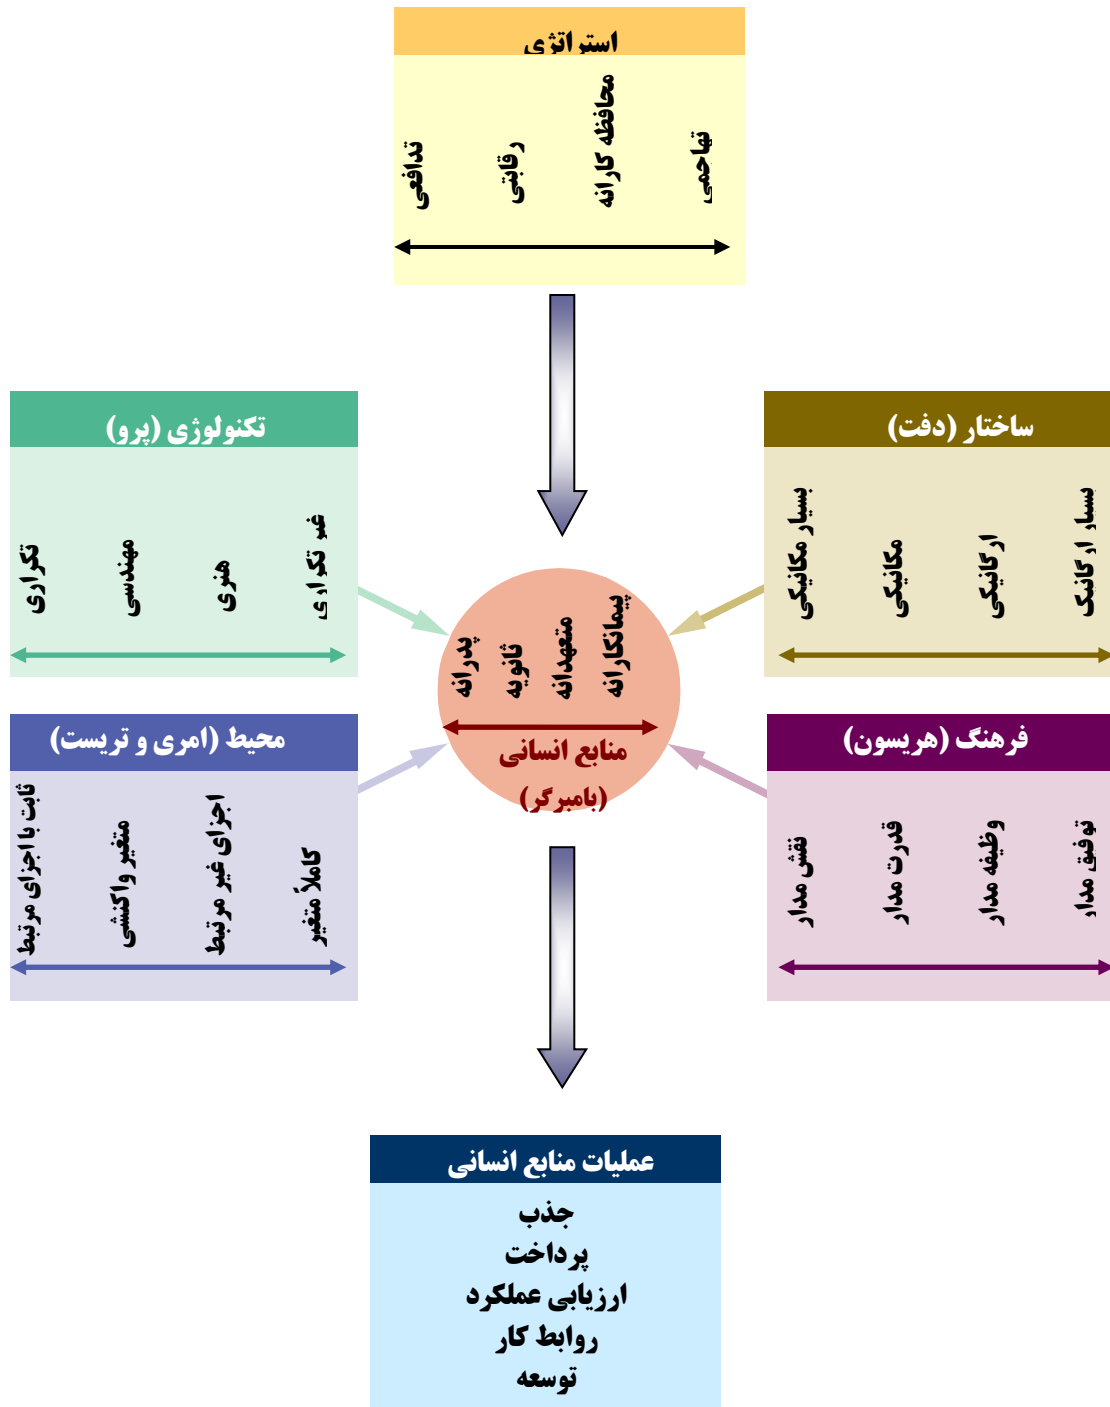 استراتژی
تدافعی
رقابتی
محافظه کارانه
تهاجمی
تکنولوژی (پرو)
تکراری
مهندسی
هنری
غیر تکراری
ساختار (دفت)
بسیار مکانیکی
مکانیکی
ارگانیکی
بسیار ارگانیک
پدرانه
ثانویه
متعهدانه
پیمانکارانه
منابع انسانی
(بامبرگر)
محیط (امری و تریست)
ثابت با اجزای مرتبط
متغیر واکنشی
اجزای غیر مرتبط
کاملاً متغیر
فرهنگ (هریسون)
نقش مدار
قدرت مدار
وظیفه مدار
توفیق مدار
عملیات منابع انسانی
جذب
پرداخت
ارزیابی عملکرد
روابط کار
توسعه